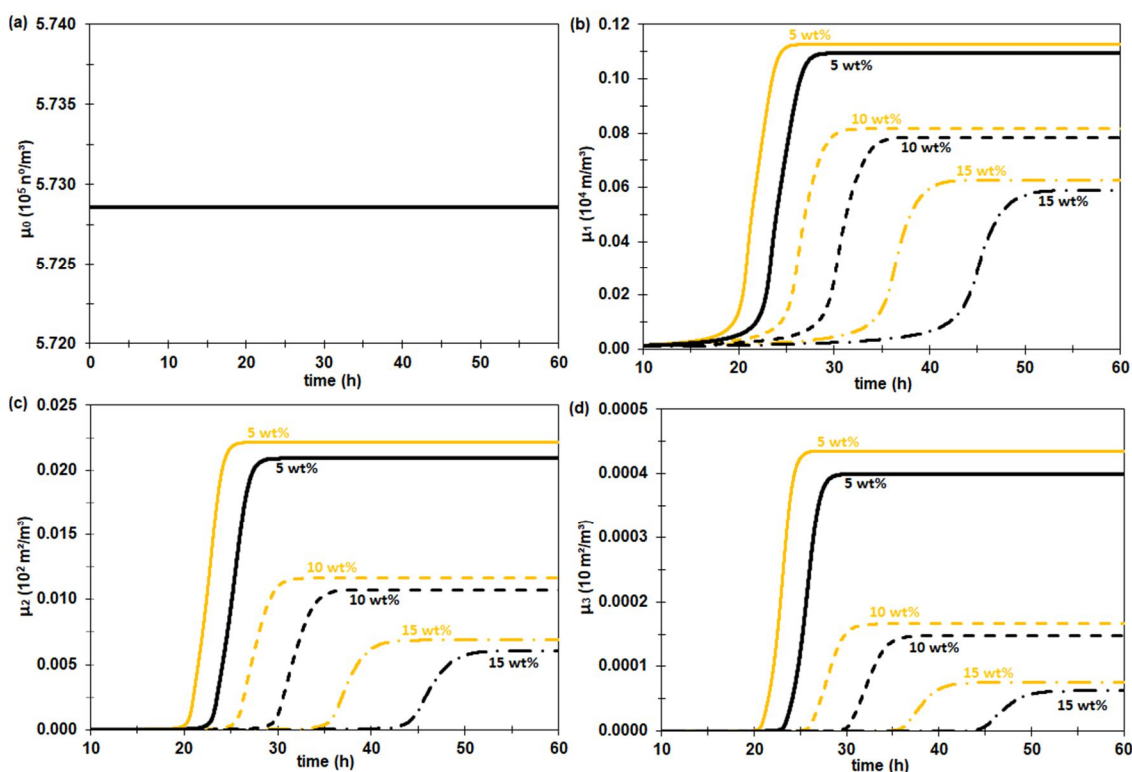 (a)
μ0 (10⁵ nº/m³)
5.740
5.735
5.730
5.725
5.720
0 10 20 30 40 50 60
time (h)
(b)
μ1 (10⁴ m/m³)
0.12
0.10
0.08
0.06
0.04
0.02
0.00
5 wt%
5 wt%
10 wt%
10 wt%
15 wt%
15 wt%
10 20 30 40 50 60
time (h)
(c)
μ2 (10² m²/m³)
0.025
0.020
0.015
0.010
0.005
0.000
5 wt%
5 wt%
10 wt%
10 wt%
15 wt%
15 wt%
10 20 30 40 50 60
time (h)
(d)
μ3 (10 m²/m³)
0.0005
0.0004
0.0003
0.0002
0.0001
0.0000
5 wt%
5 wt%
10 wt%
10 wt%
15 wt%
15 wt%
10 20 30 40 50 60
time (h)